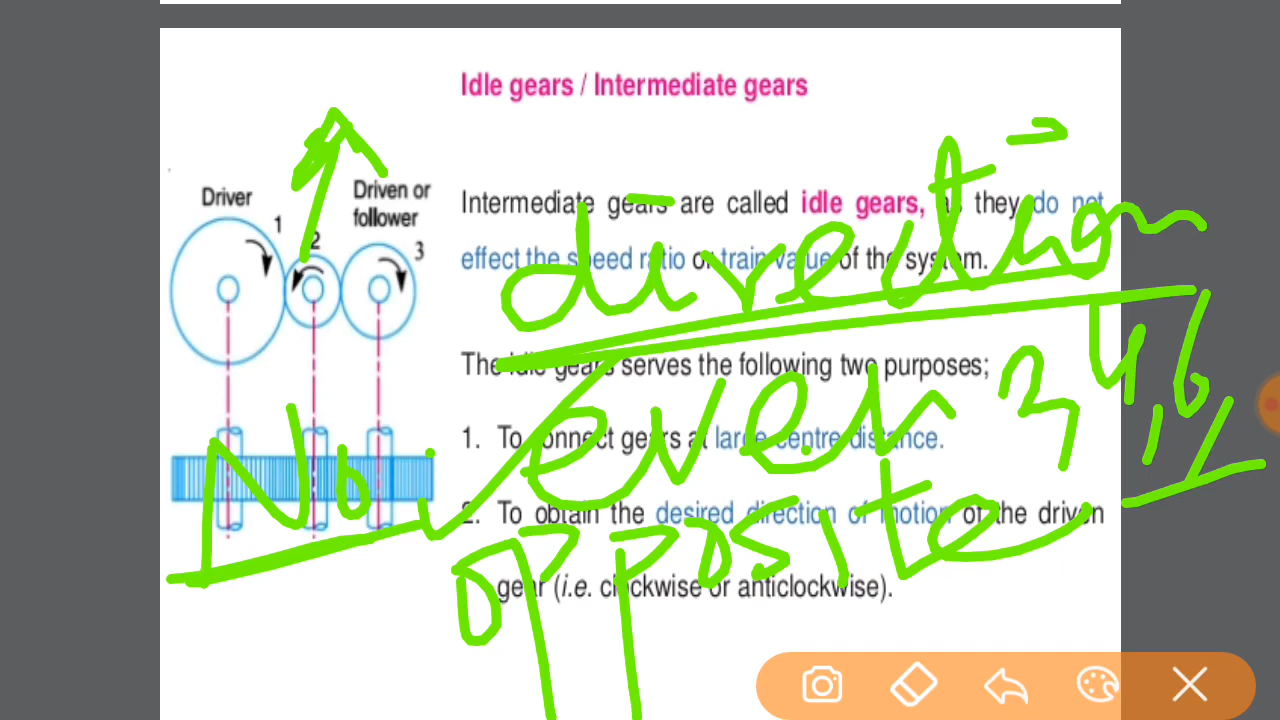 Idle gears / Intermediate gears
Driver
1
2
Driven or
follower
3
Intermediate gears are called idle gears, as they do not
effect the speed ratio or train value of the system.
direction
The idle gears serves the following two purposes;
even 3 4, 6
1. To connect gears at large centre distance.
No.
2. To obtain the desired direction of motion of the driven
opposite
gear (i.e. clockwise or anticlockwise).